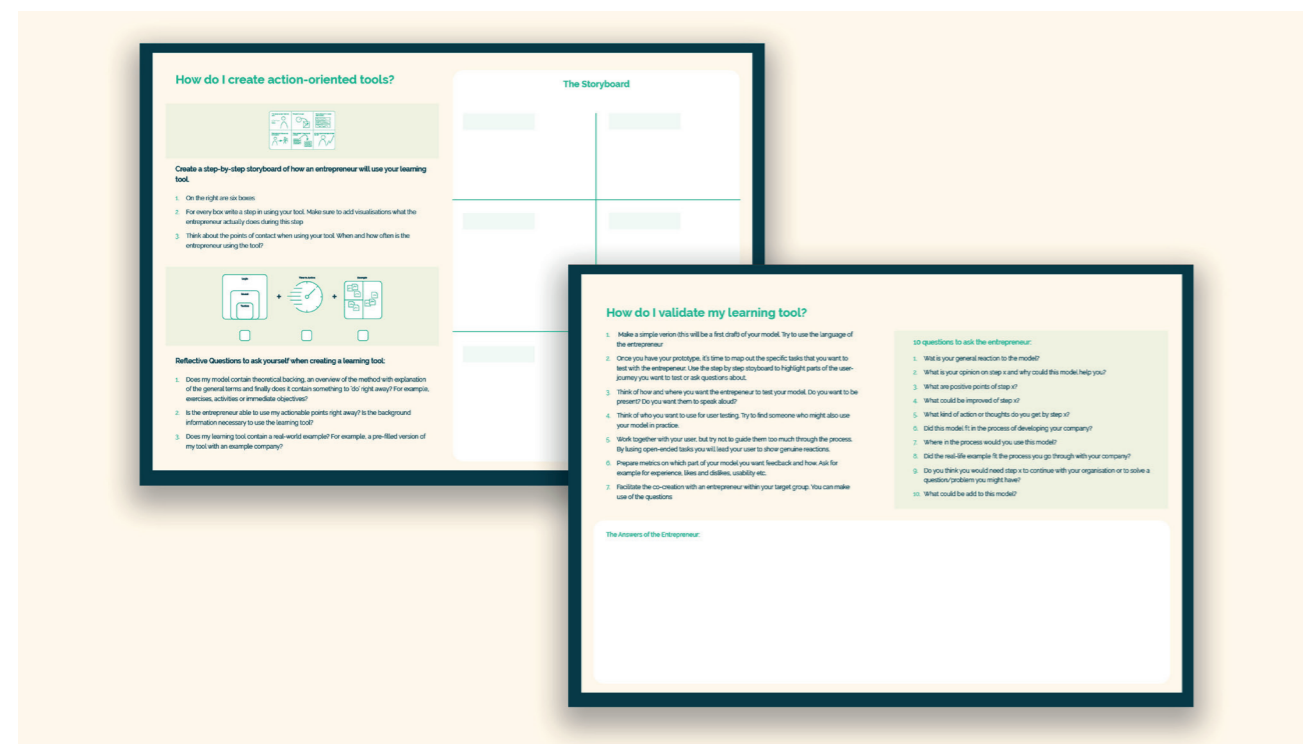 How do I create action-oriented tools?
Create a step-by-step storyboard of how an entrepreneur will use your learning
tool.
1. On the right are six boxes
2. For every box write a step in using your tool. Make sure to add visualisations what the
entrepreneur actually does during this step
3. Think about the points of contact when using your tool. When and how often is the
entrepreneur using the tool?
Reflective Questions to ask yourself when creating a learning tool:
1. Does my model contain theoretical backing, an overview of the method with explanation
of the general terms and finally does it contain something to 'do' right away? For example,
exercises, activities or immediate objectives?
2. Is the entrepreneur able to use my actionable points right away? Is the background
information necessary to use the learning tool?
3. Does my learning tool contain a real-world example? For example, a pre-filled version of
my tool with an example company?
The Storyboard
How do I validate my learning tool?
1. Make a simple verion (this will be a first draft) of your model. Try to use the language of
the entrepreneur
2. Once you have your prototype, it's time to map out the specific tasks that you want to
test with the entrepeneur. Use the step by step stoyboard to highlight parts of the user-
journey you want to test or ask questions about.
3. Think of how and where you want the entrepeneur to test your model. Do you want to be
present? Do you want them to speak aloud?
4. Think of who you want to use for user testing. Try to find someone who might also use
your model in practice.
5. Work together with your user, but try not to guide them too much through the process.
By lusing open-ended tasks you will lead your user to show genuine reactions.
6. Prepare metrics on which part of your model you want feedback and how. Ask for
example for experience, likes and dislikes, usability etc.
7. Facilitate the co-creation with an entrepreneur within your target group. You can make
use of the questions
10 questions to ask the entrepreneur:
1. Wat is your general reaction to the model?
2. What is your opinion on step x and why could this model help you?
3. What are positive points of stap x?
4. What could be improved of step x?
5. What kind of action or thoughts do you get by step x?
6. Did this model fit in the process of developing your company?
7. Where in the process would you use this model?
8. Did the real-life example fit the process you go through with your company?
9. Do you think you would need step x to continue with your organisation or to solve a
question/problem you might have?
10. What could be add to this model?
The Answers of the Entrepreneur: